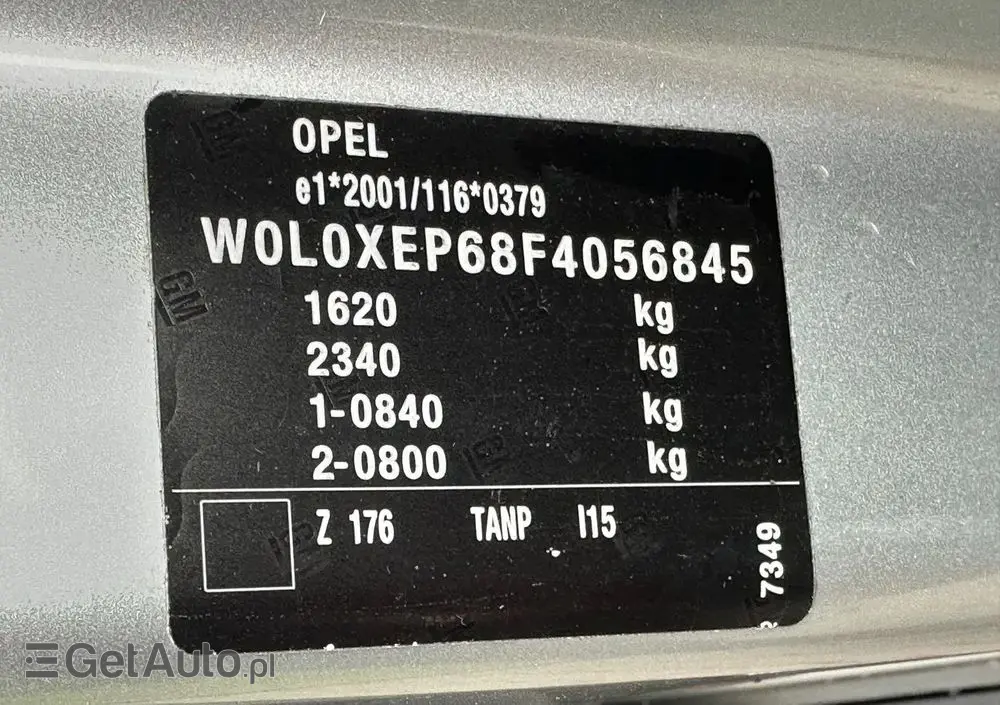 OPEL
e1*2001/116*0379
W0L0XEP68F4056845
1620 kg
2340 kg
1-0840 kg
2-0800 kg
Z 176 TANP I15
7349
GM
GetAuto.pl